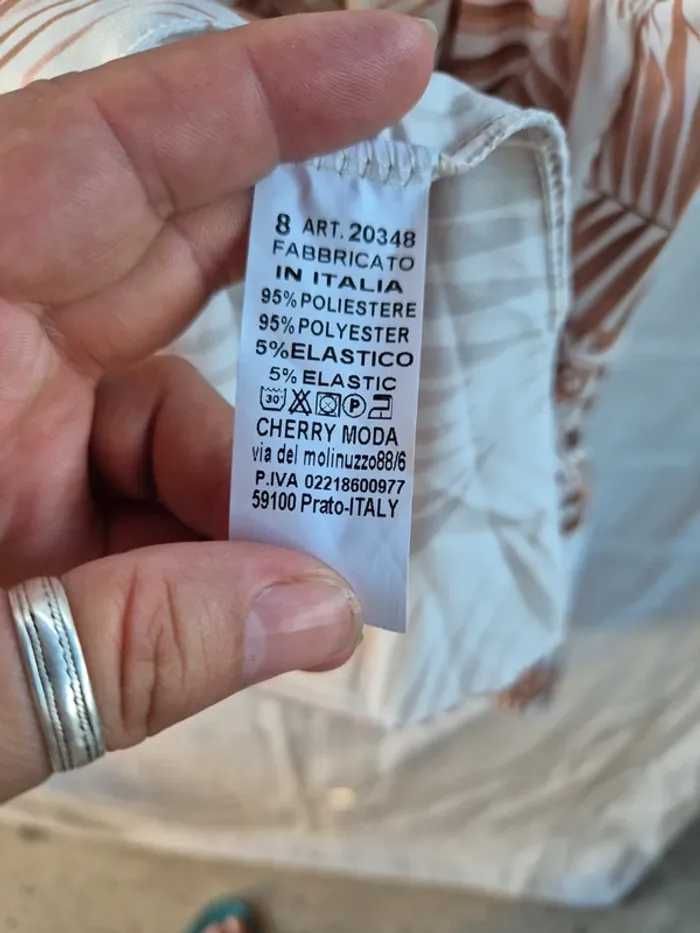 8 ART. 20348
FABBRICATO
IN ITALIA
95% POLIESTERE
95% POLYESTER
5%ELASTICO
5% ELASTIC
30° P
CHERRY MODA
via del molinuzzo88/6
P.IVA 02218600977
59100 Prato-ITALY